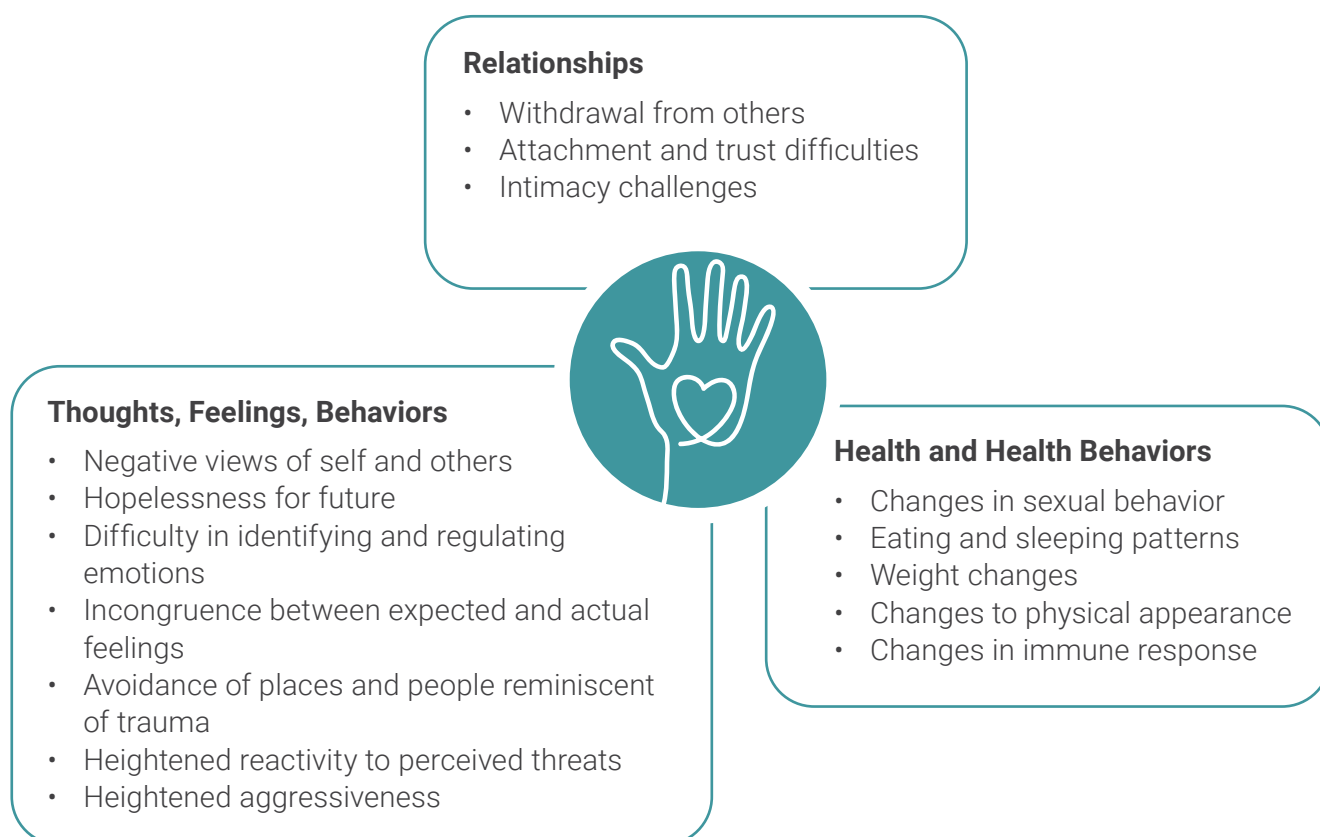 Relationships
• Withdrawal from others
• Attachment and trust difficulties
• Intimacy challenges
Thoughts, Feelings, Behaviors
• Negative views of self and others
• Hopelessness for future
• Difficulty in identifying and regulating
emotions
• Incongruence between expected and actual
feelings
• Avoidance of places and people reminiscent
of trauma
• Heightened reactivity to perceived threats
• Heightened aggressiveness
Health and Health Behaviors
• Changes in sexual behavior
• Eating and sleeping patterns
• Weight changes
• Changes to physical appearance
• Changes in immune response